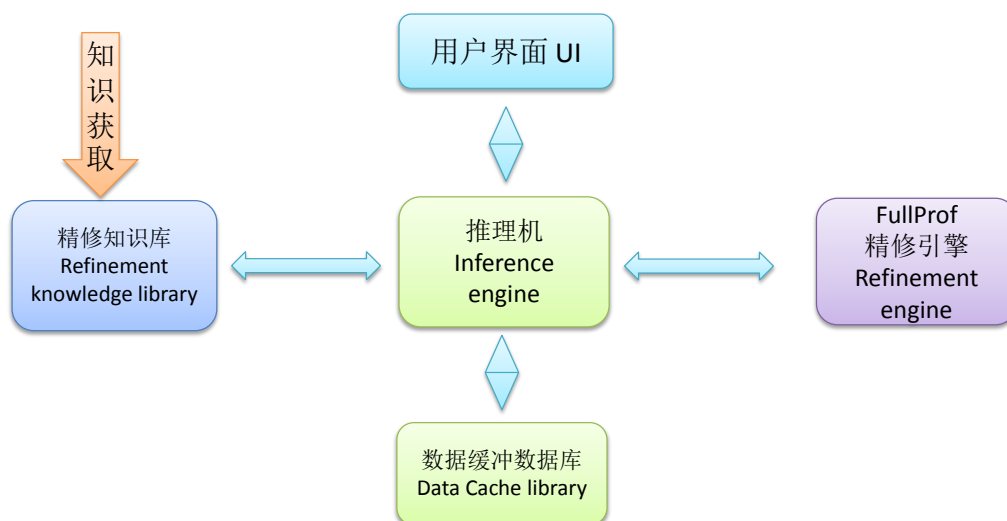 知
识
获
取
用户界面 UI
精修知识库
Refinement
knowledge library
推理机
Inference
engine
FullProf
精修引擎
Refinement
engine
数据缓冲数据库
Data Cache library